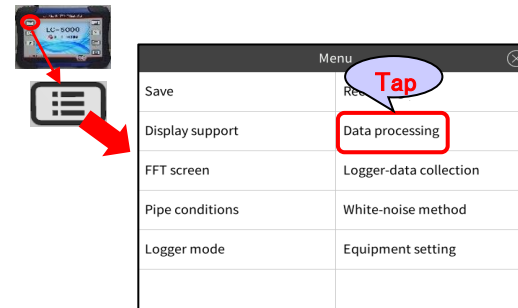 LC-5000
Menu
Save
Re
Tap
Display support
Data processing
FFT screen
Logger-data collection
Pipe conditions
White-noise method
Logger mode
Equipment setting